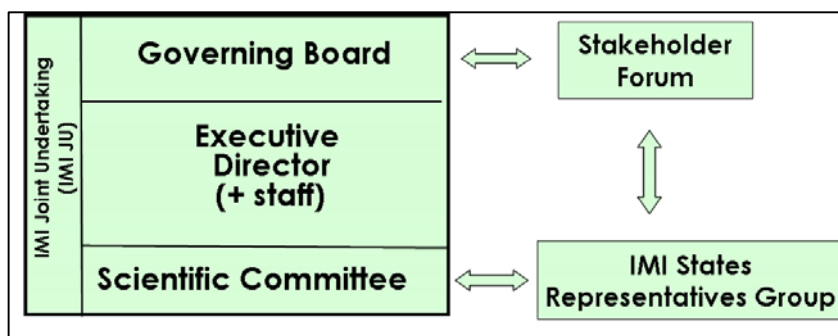 IMI Joint Undertaking
(IMI JU)
Governing Board
Executive
Director
(+ staff)
Scientific Committee
Stakeholder
Forum
IMI States
Representatives Group